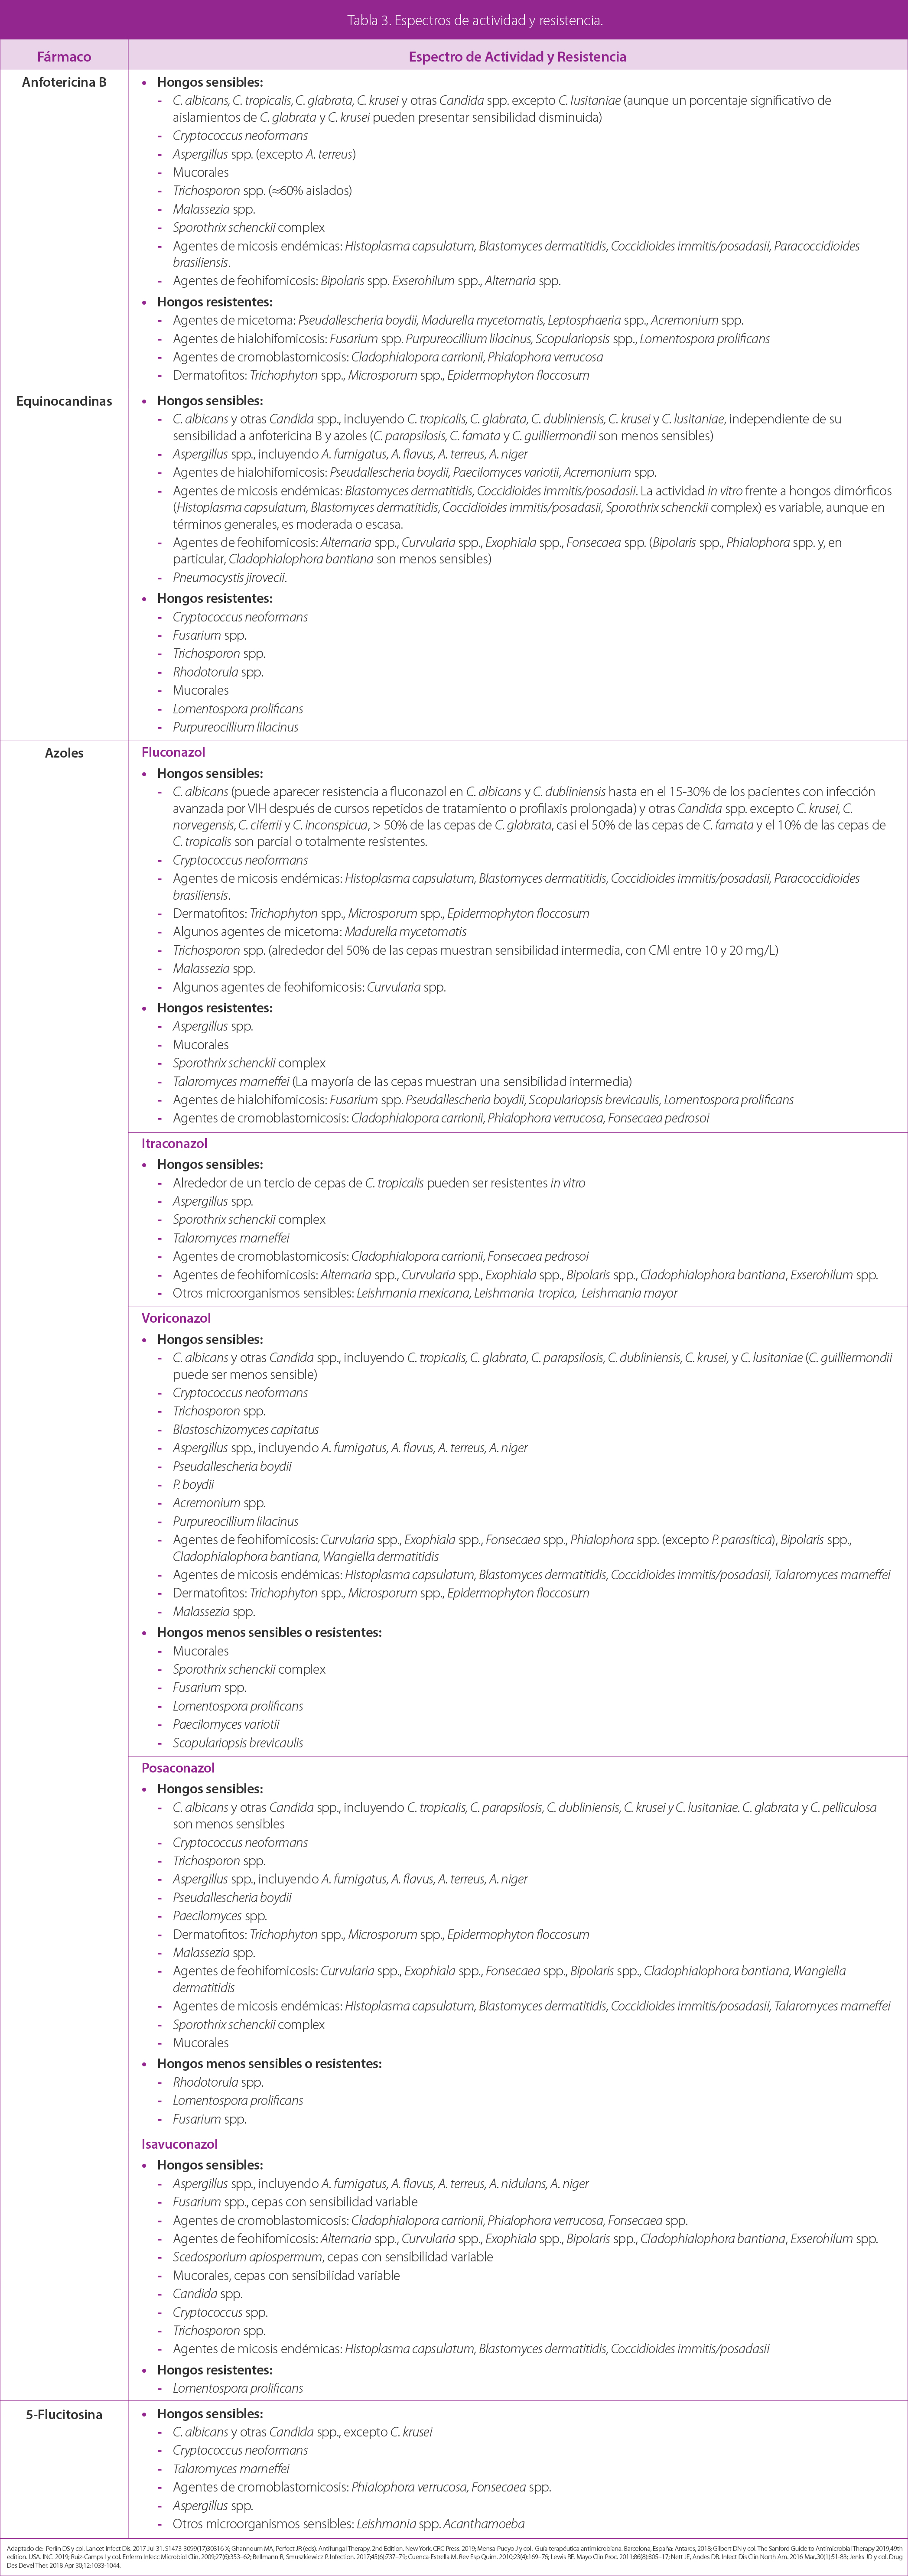 Tabla 3. Espectros de actividad y resistencia.
Fármaco
Espectro de Actividad y Resistencia
Anfotericina B
• Hongos sensibles:
- C. albicans, C. tropicalis, C. glabrata, C. krusei y otras Candida spp. excepto C. lusitaniae (aunque un porcentaje significativo de
aislamientos de C. glabrata y C. krusei pueden presentar sensibilidad disminuida)
- Cryptococcus neoformans
- Aspergillus spp. (excepto A. terreus)
- Mucorales
- Trichosporon spp. (≈60% aislados)
- Malassezia spp.
- Sporothrix schenckii complex
- Agentes de micosis endémicas: Histoplasma capsulatum, Blastomyces dermatitidis, Coccidioides immitis/posadasii, Paracoccidioides
brasiliensis.
- Agentes de feohifomicosis: Bipolaris spp. Exserohilum spp., Alternaria spp.
• Hongos resistentes:
- Agentes de micetoma: Pseudallescheria boydii, Madurella mycetomatis, Leptosphaeria spp., Acremonium spp.
- Agentes de hialohifomicosis: Fusarium spp. Purpureocillium lilacinus, Scopulariopsis spp., Lomentospora prolificans
- Agentes de cromoblastomicosis: Cladophialopora carrionii, Phialophora verrucosa
- Dermatofitos: Trichophyton spp., Microsporum spp., Epidermophyton floccosum
Equinocandinas
• Hongos sensibles:
- C. albicans y otras Candida spp., incluyendo C. tropicalis, C. glabrata, C. dubliniensis, C. krusei y C. lusitaniae, independiente de su
sensibilidad a anfotericina B y azoles (C. parapsilosis, C. famata y C. guilliermondii son menos sensibles)
- Aspergillus spp., incluyendo A. fumigatus, A. flavus, A. terreus, A. niger
- Agentes de hialohifomicosis: Pseudallescheria boydii, Paecilomyces variotii, Acremonium spp.
- Agentes de micosis endémicas: Blastomyces dermatitidis, Coccidioides immitis/posadasii. La actividad in vitro frente a hongos dimórficos
(Histoplasma capsulatum, Blastomyces dermatitidis, Coccidioides immitis/posadasii, Sporothrix schenckii complex) es variable, aunque en
términos generales, es moderada o escasa.
- Agentes de feohifomicosis: Alternaria spp., Curvularia spp., Exophiala spp., Fonsecaea spp. (Bipolaris spp., Phialophora spp. y, en
particular, Cladophialophora bantiana son menos sensibles)
- Pneumocystis jirovecii.
• Hongos resistentes:
- Cryptococcus neoformans
- Fusarium spp.
- Trichosporon spp.
- Rhodotorula spp.
- Mucorales
- Lomentospora prolificans
- Purpureocillium lilacinus
Azoles
Fluconazol
• Hongos sensibles:
- C. albicans (puede aparecer resistencia a fluconazol en C. albicans y C. dubliniensis hasta en el 15-30% de los pacientes con infección
avanzada por VIH después de cursos repetidos de tratamiento o profilaxis prolongada) y otras Candida spp. excepto C. krusei, C.
norvegensis, C. ciferrii y C. inconspicua, > 50% de las cepas de C. glabrata, casi el 50% de las cepas de C. famata y el 10% de las cepas de
C. tropicalis son parcial o totalmente resistentes.
- Cryptococcus neoformans
- Agentes de micosis endémicas: Histoplasma capsulatum, Blastomyces dermatitidis, Coccidioides immitis/posadasii, Paracoccidioides
brasiliensis.
- Dermatofitos: Trichophyton spp., Microsporum spp., Epidermophyton floccosum
- Algunos agentes de micetoma: Madurella mycetomatis
- Trichosporon spp. (alrededor del 50% de las cepas muestran sensibilidad intermedia, con CMI entre 10 y 20 mg/L)
- Malassezia spp.
- Algunos agentes de feohifomicosis: Curvularia spp.
• Hongos resistentes:
- Aspergillus spp.
- Mucorales
- Sporothrix schenckii complex
- Talaromyces marneffei (La mayoría de las cepas muestran una sensibilidad intermedia)
- Agentes de hialohifomicosis: Fusarium spp. Pseudallescheria boydii, Scopulariopsis brevicaulis, Lomentospora prolificans
- Agentes de cromoblastomicosis: Cladophialopora carrionii, Phialophora verrucosa, Fonsecaea pedrosoi
Itraconazol
• Hongos sensibles:
- Alrededor de un tercio de cepas de C. tropicalis pueden ser resistentes in vitro
- Aspergillus spp.
- Sporothrix schenckii complex
- Talaromyces marneffei
- Agentes de cromoblastomicosis: Cladophialopora carrionii, Fonsecaea pedrosoi
- Agentes de feohifomicosis: Alternaria spp., Curvularia spp., Exophiala spp., Bipolaris spp., Cladophialophora bantiana, Exserohilum spp.
- Otros microorganismos sensibles: Leishmania mexicana, Leishmania tropica, Leishmania mayor
Voriconazol
• Hongos sensibles:
- C. albicans y otras Candida spp., incluyendo C. tropicalis, C. glabrata, C. parapsilosis, C. dubliniensis, C. krusei, y C. lusitaniae (C. guilliermondii
puede ser menos sensible)
- Cryptococcus neoformans
- Trichosporon spp.
- Blastoschizomyces capitatus
- Aspergillus spp., incluyendo A. fumigatus, A. flavus, A. terreus, A. niger
- Pseudallescheria boydii
- P. boydii
- Acremonium spp.
- Purpureocillium lilacinus
- Agentes de feohifomicosis: Curvularia spp., Exophiala spp., Fonsecaea spp., Phialophora spp. (excepto P. parasítica), Bipolaris spp.,
Cladophialophora bantiana, Wangiella dermatitidis
- Agentes de micosis endémicas: Histoplasma capsulatum, Blastomyces dermatitidis, Coccidioides immitis/posadasii, Talaromyces marneffei
- Dermatofitos: Trichophyton spp., Microsporum spp., Epidermophyton floccosum
- Malassezia spp.
• Hongos menos sensibles o resistentes:
- Mucorales
- Sporothrix schenckii complex
- Fusarium spp.
- Lomentospora prolificans
- Paecilomyces variotii
- Scopulariopsis brevicaulis
Posaconazol
• Hongos sensibles:
- C. albicans y otras Candida spp., incluyendo C. tropicalis, C. parapsilosis, C. dubliniensis, C. krusei y C. lusitaniae. C. glabrata y C. pelliculosa
son menos sensibles
- Cryptococcus neoformans
- Trichosporon spp.
- Aspergillus spp., incluyendo A. fumigatus, A. flavus, A. terreus, A. niger
- Pseudallescheria boydii
- Paecilomyces spp.
- Dermatofitos: Trichophyton spp., Microsporum spp., Epidermophyton floccosum
- Malassezia spp.
- Agentes de feohifomicosis: Curvularia spp., Exophiala spp., Fonsecaea spp., Bipolaris spp., Cladophialophora bantiana, Wangiella
dermatitidis
- Agentes de micosis endémicas: Histoplasma capsulatum, Blastomyces dermatitidis, Coccidioides immitis/posadasii, Talaromyces marneffei
- Sporothrix schenckii complex
- Mucorales
• Hongos menos sensibles o resistentes:
- Rhodotorula spp.
- Lomentospora prolificans
- Fusarium spp.
Isavuconazol
• Hongos sensibles:
- Aspergillus spp., incluyendo A. fumigatus, A. flavus, A. terreus, A. nidulans, A. niger
- Fusarium spp., cepas con sensibilidad variable
- Agentes de cromoblastomicosis: Cladophialopora carrionii, Phialophora verrucosa, Fonsecaea spp.
- Agentes de feohifomicosis: Alternaria spp., Curvularia spp., Exophiala spp., Bipolaris spp., Cladophialophora bantiana, Exserohilum spp.
- Scedosporium apiospermum, cepas con sensibilidad variable
- Mucorales, cepas con sensibilidad variable
- Candida spp.
- Cryptococcus spp.
- Trichosporon spp.
- Agentes de micosis endémicas: Histoplasma capsulatum, Blastomyces dermatitidis, Coccidioides immitis/posadasii
• Hongos resistentes:
- Lomentospora prolificans
5-Flucitosina
• Hongos sensibles:
- C. albicans y otras Candida spp., excepto C. krusei
- Cryptococcus neoformans
- Talaromyces marneffei
- Agentes de cromoblastomicosis: Phialophora verrucosa, Fonsecaea spp.
- Aspergillus spp.
- Otros microorganismos sensibles: Leishmania spp. Acanthamoeba
Adaptado de: Perlin DS y col. Lancet Infect Dis. 2017 Jul 31. S1473-3099(17)30316-X; Ghannoum MA, Perfect JR (eds). Antifungal Therapy, 2nd Edition. New York. CRC Press. 2019; Mensa-Pueyo J y col. Guía terapéutica antimicrobiana. Barcelona, España: Antares, 2018; Gilbert DN y col. The Sanford Guide to Antimicrobial Therapy 2019,49th
edition. USA. INC. 2019; Ruiz-Camps I y col. Enferm Infecc Microbiol Clin. 2009;27(6):353–62; Bellmann R, Smuszkiewicz P. Infection. 2017;45(6):737–79; Cuenca-Estrella M. Rev Esp Quim. 2010;23(4):169–76; Lewis RE. Mayo Clin Proc. 2011;86(8):805–17; Nett JE, Andes DR. Infect Dis Clin North Am. 2016 Mar,;30(1):51-83; Jenks JD y col. Drug
Des Devel Ther. 2018 Apr 30;12:1033-1044.